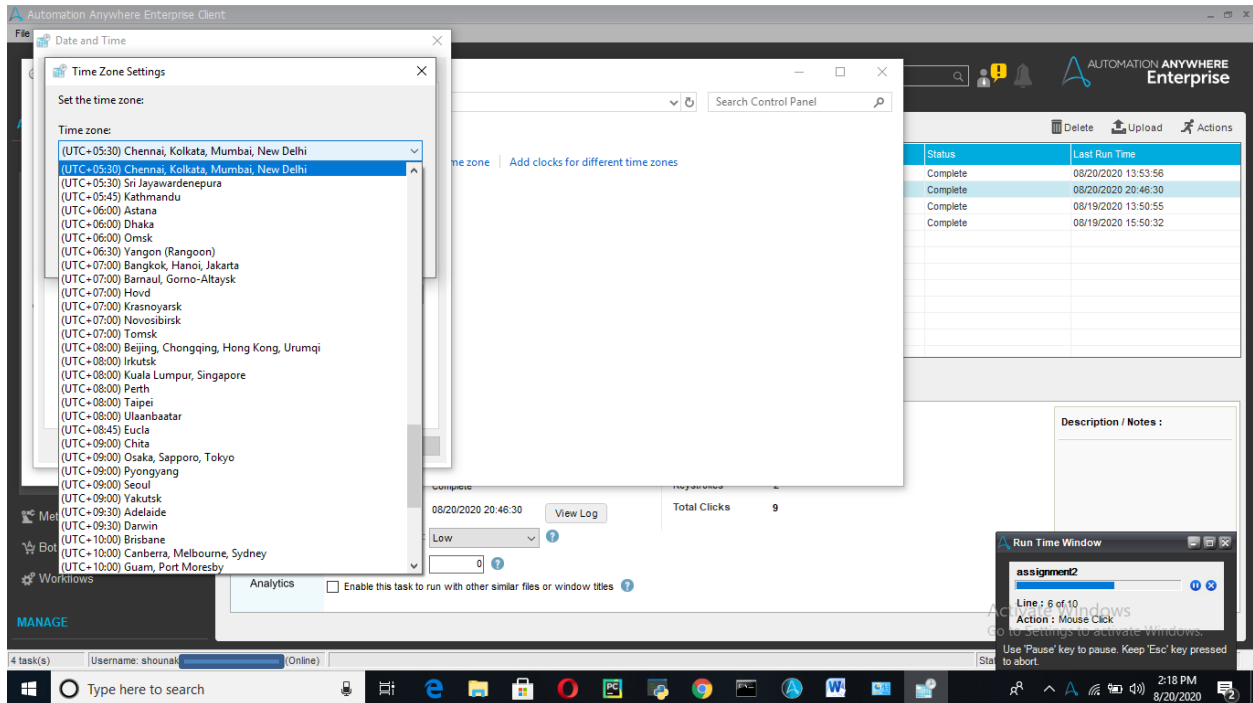 Automation Anywhere Enterprise Client
File
Date and Time
Time Zone Settings
Set the time zone:
Time zone:
(UTC+05:30) Chennai, Kolkata, Mumbai, New Delhi
(UTC+05:30) Chennai, Kolkata, Mumbai, New Delhi
(UTC+05:30) Sri Jayawardenepura
(UTC+05:45) Kathmandu
(UTC+06:00) Astana
(UTC+06:00) Dhaka
(UTC+06:00) Omsk
(UTC+06:30) Yangon (Rangoon)
(UTC+07:00) Bangkok, Hanoi, Jakarta
(UTC+07:00) Barnaul, Gorno-Altaysk
(UTC+07:00) Hovd
(UTC+07:00) Krasnoyarsk
(UTC+07:00) Novosibirsk
(UTC+07:00) Tomsk
(UTC+08:00) Beijing, Chongqing, Hong Kong, Urumqi
(UTC+08:00) Irkutsk
(UTC+08:00) Kuala Lumpur, Singapore
(UTC+08:00) Perth
(UTC+08:00) Taipei
(UTC+08:00) Ulaanbaatar
(UTC+08:45) Eucla
(UTC+09:00) Chita
(UTC+09:00) Osaka, Sapporo, Tokyo
(UTC+09:00) Pyongyang
(UTC+09:00) Seoul
(UTC+09:00) Yakutsk
(UTC+09:30) Adelaide
(UTC+09:30) Darwin
(UTC+10:00) Brisbane
(UTC+10:00) Canberra, Melbourne, Sydney
(UTC+10:00) Guam, Port Moresby
Search Control Panel
me zone Add clocks for different time zones
AUTOMATION ANYWHERE
Enterprise
Delete Upload Actions
Status Last Run Time
Complete 08/20/2020 13:53:56
Complete 08/20/2020 20:46:30
Complete 08/19/2020 13:50:55
Complete 08/19/2020 15:50:32
Description / Notes :
Complete
08/20/2020 20:46:30 View Log Total Clicks 9
Low
0
Met
Bot
Workflows
MANAGE
Analytics Enable this task to run with other similar files or window titles
Run Time Window
assignment2
Line : 6 of 10
Action : Mouse Click
Use 'Pause' key to pause. Keep 'Esc' key pressed
to abort.
Activate Windows
Go to Settings to activate Windows.
4 task(s) Username: shounak (Online) Sta
Type here to search
PC
W
2:18 PM
8/20/2020
2